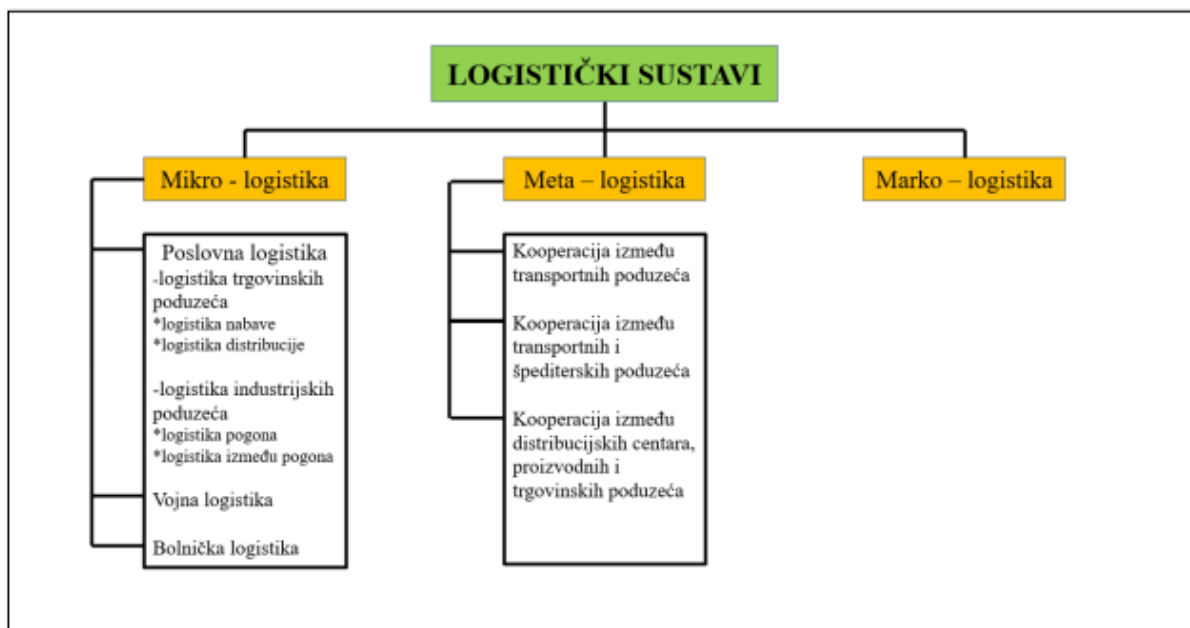 LOGISTIČKI SUSTAVI
Mikro - logistika
Meta – logistika
Marko – logistika
Poslovna logistika
-logistika trgovinskih
poduzeća
*logistika nabave
*logistika distribucije
-logistika industrijskih
poduzeća
*logistika pogona
*logistika između pogona
Vojna logistika
Bolnička logistika
Kooperacija između
transportnih poduzeća
Kooperacija između
transportnih i
špediterskih poduzeća
Kooperacija između
distribucijskih centara,
proizvodnih i
trgovinskih poduzeća